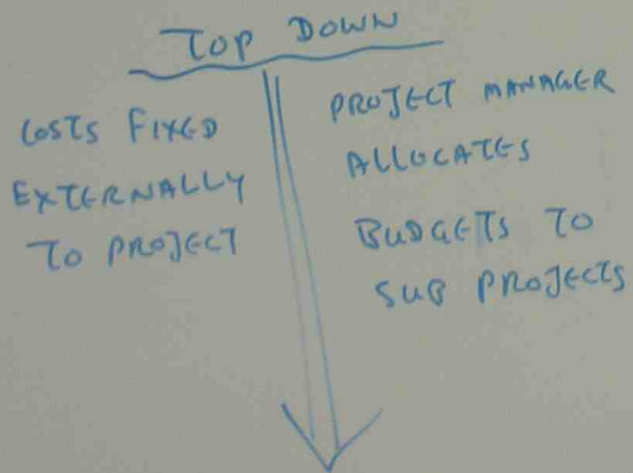 TOP DOWN
COSTS FIXED
EXTERNALLY
TO PROJECT
PROJECT MANAGER
ALLOCATES
BUDGETS TO
SUB PROJECTS